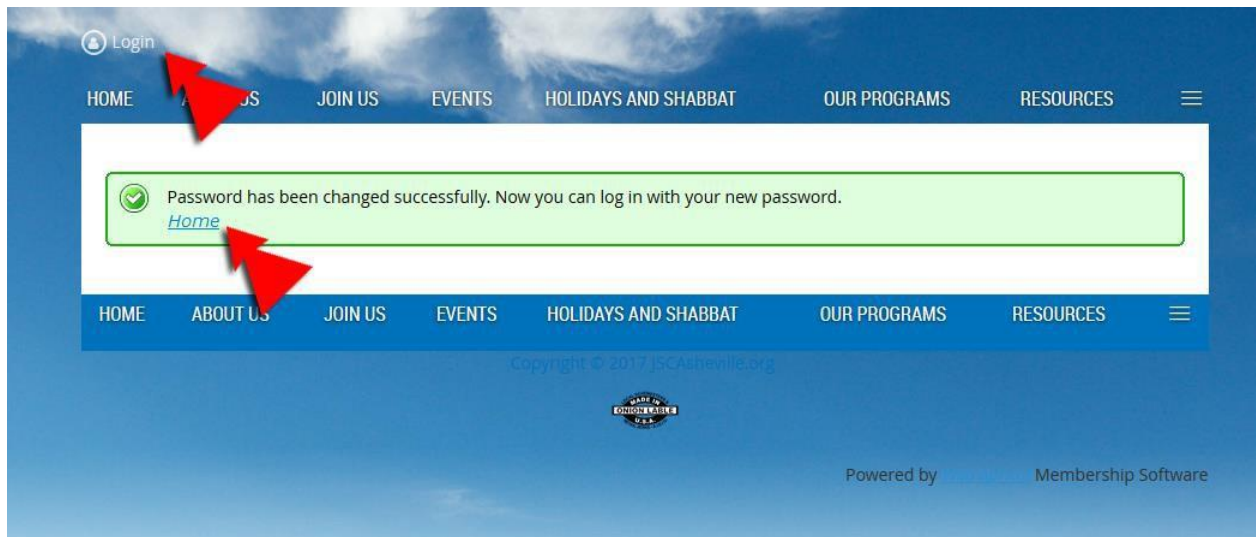 Login
HOME JOIN US EVENTS HOLIDAYS AND SHABBAT OUR PROGRAMS RESOURCES
Password has been changed successfully. Now you can log in with your new password.
Home
HOME ABOUT US JOIN US EVENTS HOLIDAYS AND SHABBAT OUR PROGRAMS RESOURCES
Copyright © 2017 JSCAsheville.org
MADE IN
ONION LABLE
U.S.A.
Powered by Membership Software